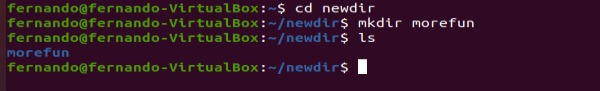 fernando@fernando-VirtualBox:~$ cd newdir
fernando@fernando-VirtualBox:~/newdir$ mkdir morefun
fernando@fernando-VirtualBox:~/newdir$ ls
morefun
fernando@fernando-VirtualBox:~/newdir$